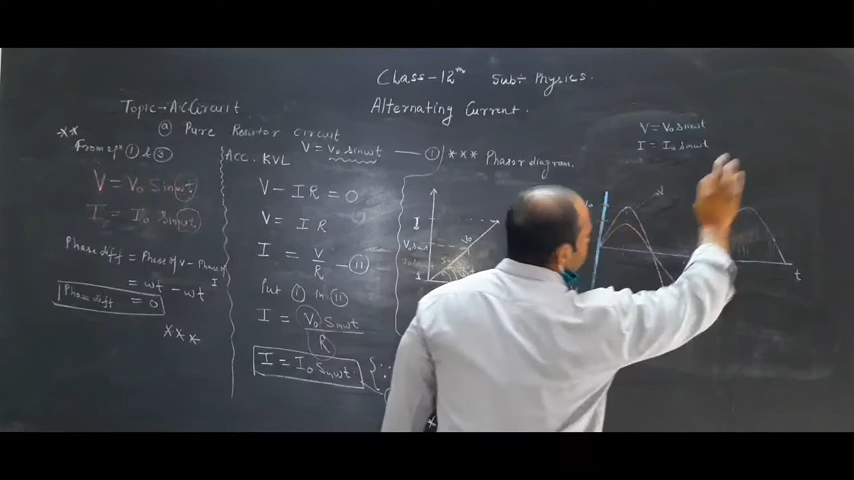 Class-12th Sub÷ Physics.
Alternating Current.
Topic→ A.C Circuit
(a) Pure Resistor circuit
** From eqn (1) & (3)
V = V₀ Sinωt
I = I₀ Sinωt
Phase diff = Phase of V - Phase I
= ωt - ωt
Phase diff = 0
***
Acc. KVL
V = V₀ sinωt — (1)
V - IR = 0
V = IR
I = V/R — (11)
Put (1) in (11)
I = V₀ Sinωt / R
I = I₀ Sinωt
*** Phasor diagram.
V = V₀ Sinωt
I = I₀ sinωt
V
t